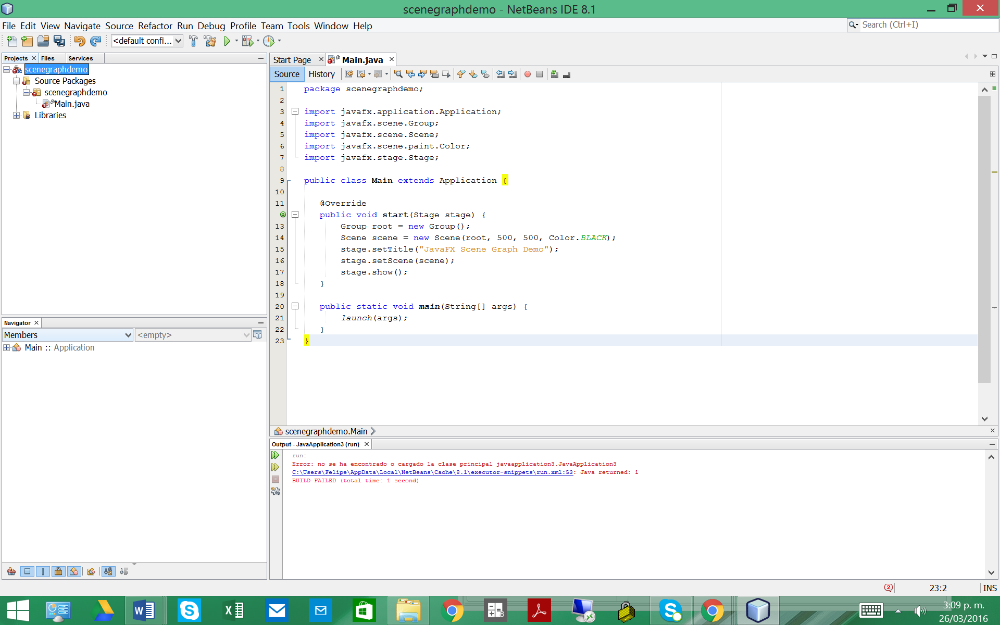 scenegraphdemo - NetBeans IDE 8.1
File Edit View Navigate Source Refactor Run Debug Profile Team Tools Window Help
Search (Ctrl+I)
<default confi...
Projects Files Services
scenegraphdemo
Source Packages
scenegraphdemo
Main.java
Libraries
Navigator
Members
<empty>
Main :: Application
Start Page Main.java
Source History
1 package scenegraphdemo;
2
3 import javafx.application.Application;
4 import javafx.scene.Group;
5 import javafx.scene.Scene;
6 import javafx.scene.paint.Color;
7 import javafx.stage.Stage;
8
9 public class Main extends Application {
10
11 @Override
public void start(Stage stage) {
13 Group root = new Group();
14 Scene scene = new Scene(root, 500, 500, Color.BLACK);
15 stage.setTitle("JavaFX Scene Graph Demo");
16 stage.setScene(scene);
17 stage.show();
18 }
19
20 public static void main(String[] args) {
21 launch(args);
22 }
23 }
scenegraphdemo.Main
Output - JavaApplication3 (run)
run:
Error: no se ha encontrado o cargado la clase principal javaapplication3.JavaApplication3
C:\Users\Felipe\AppData\Local\NetBeans\Cache\8.1\executor-snippets\run.xml:53: Java returned: 1
BUILD FAILED (total time: 1 second)
2
23:2
INS
3:09 p. m.
26/03/2016